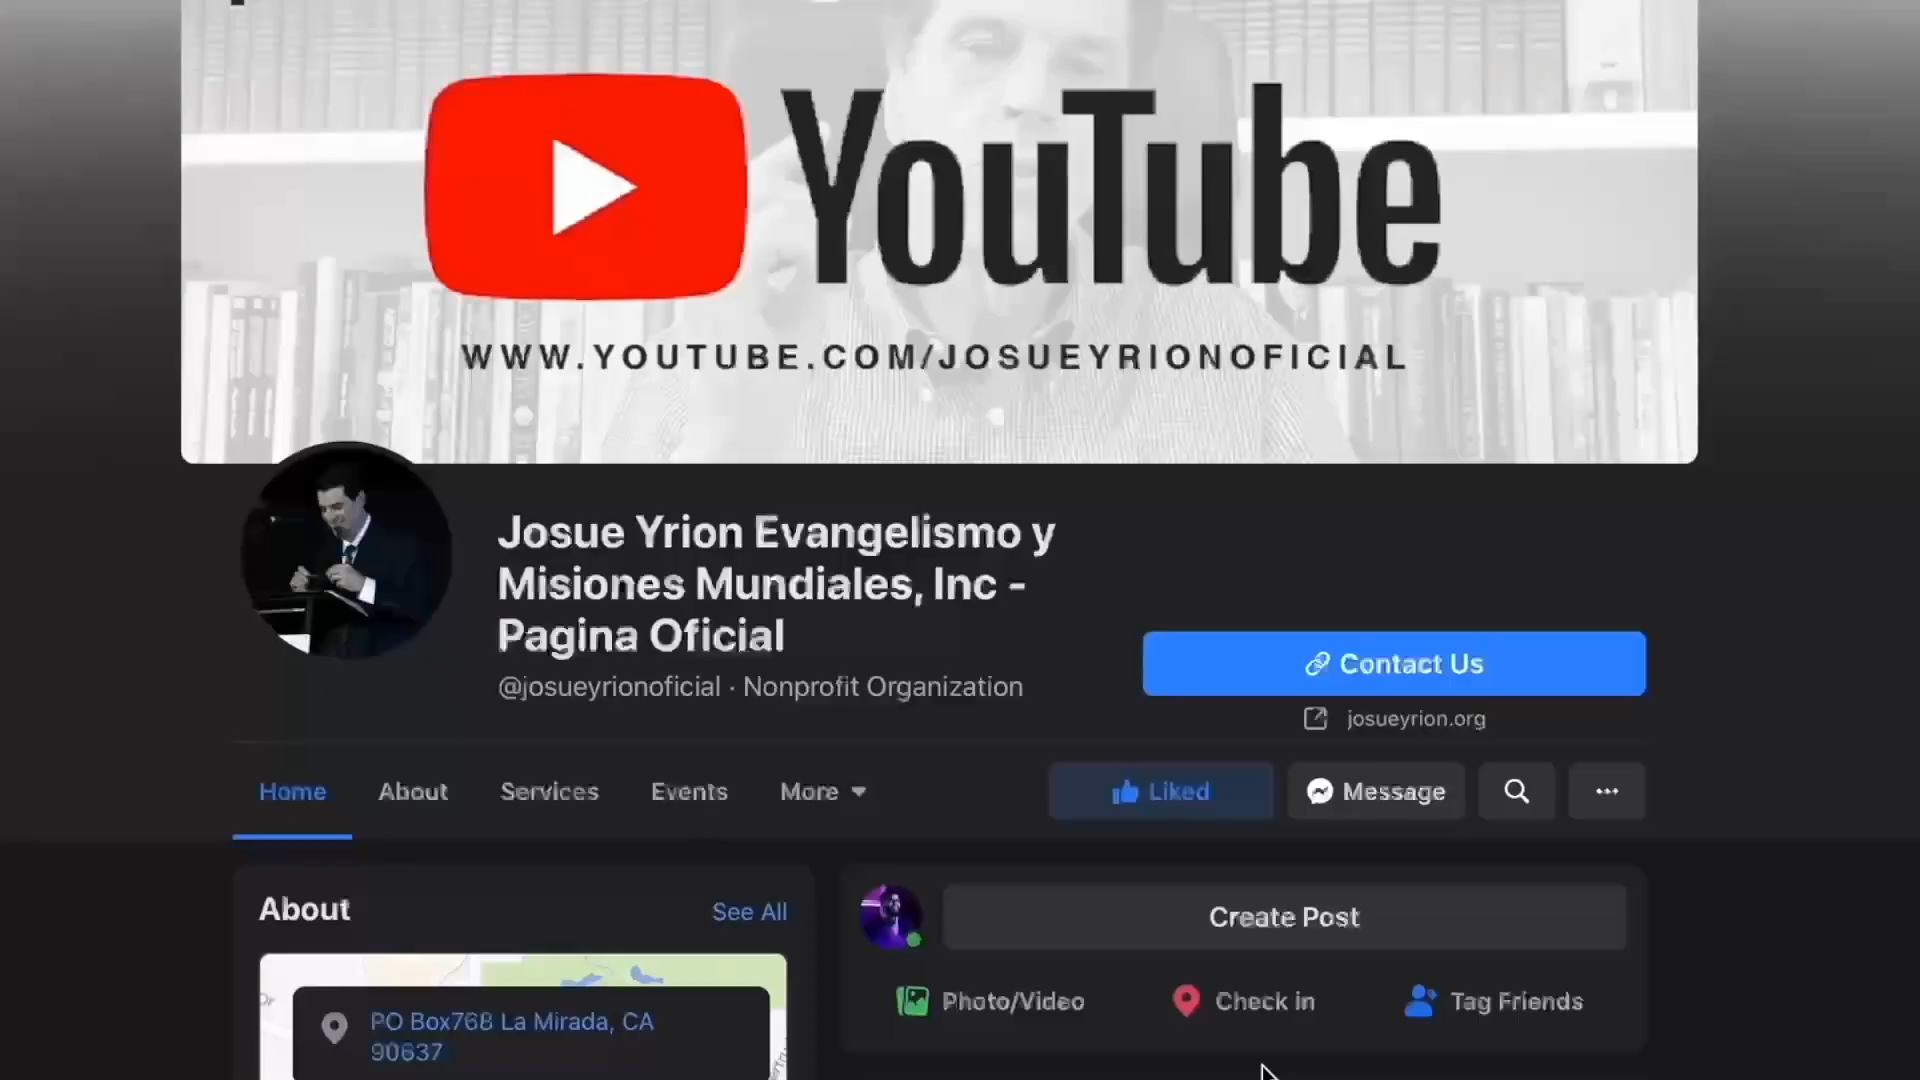 YouTube
WWW.YOUTUBE.COM/JOSUEYRIONOFICIAL
Josue Yrion Evangelismo y
Misiones Mundiales, Inc -
Pagina Oficial
@josueyrionoficial · Nonprofit Organization
Contact Us
josueyrion.org
Home
About
Services
Events
More
Liked
Message
About
See All
PO Box768 La Mirada, CA
90637
Create Post
Photo/Video
Check in
Tag Friends